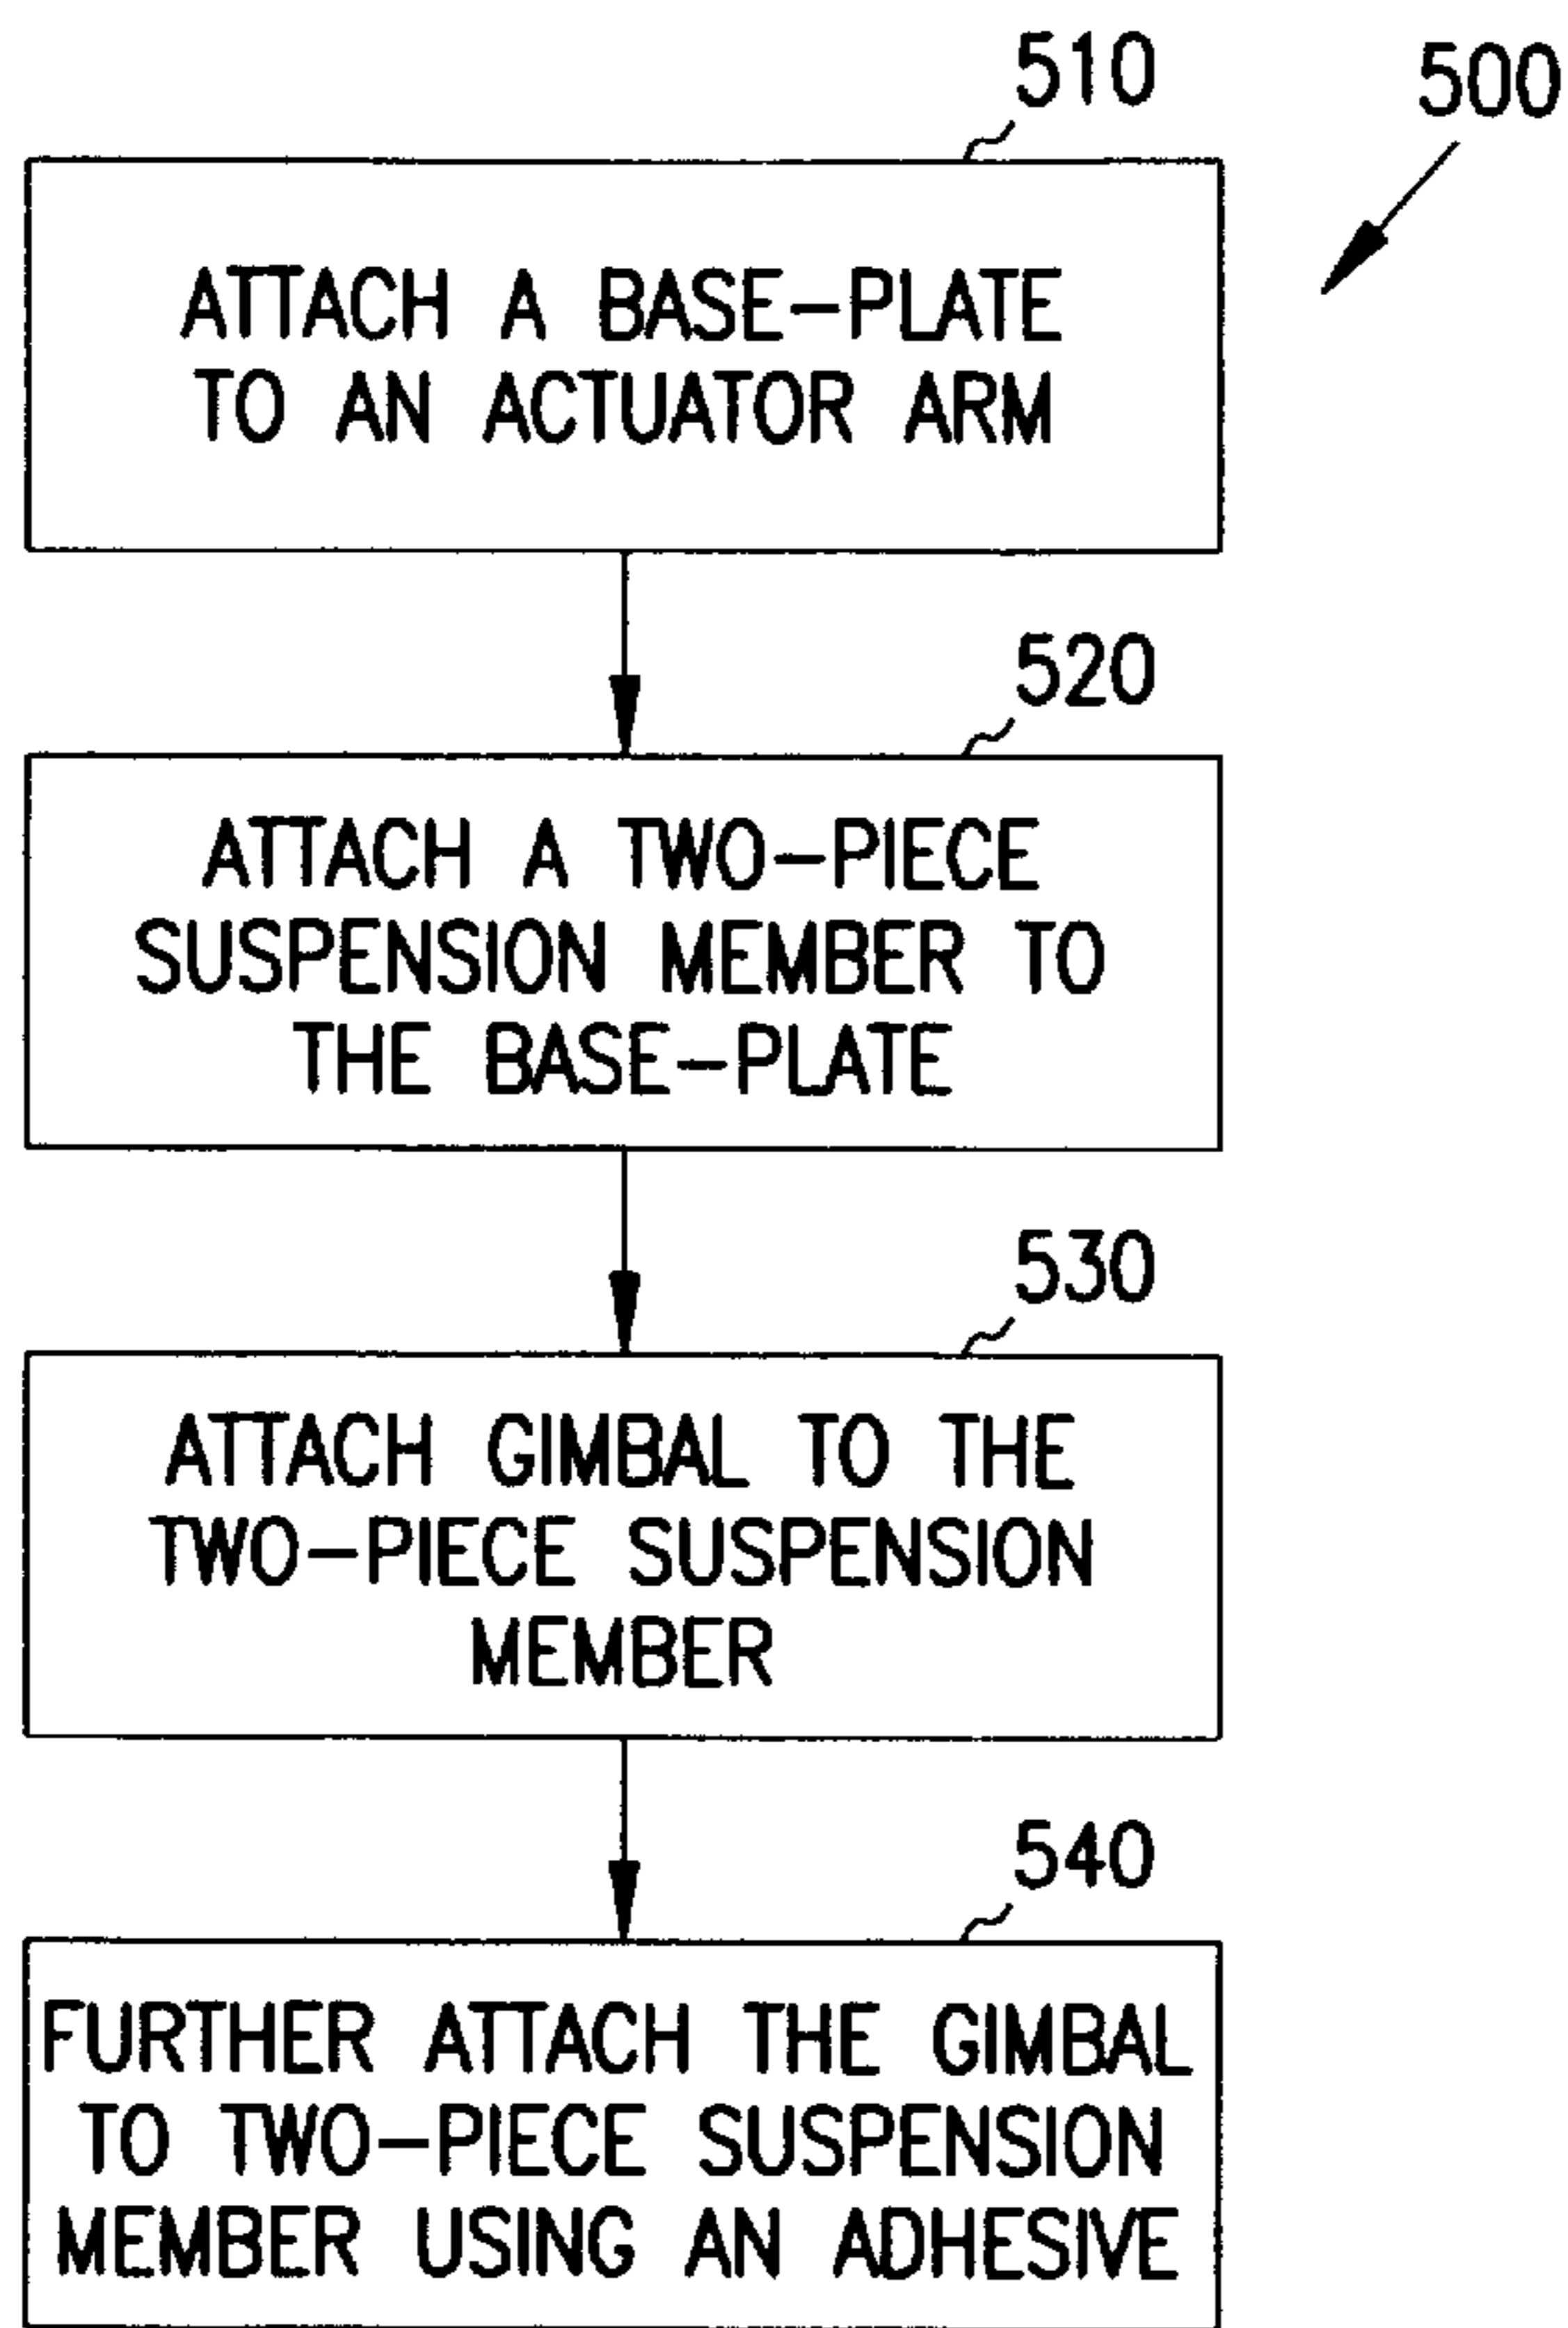 510
500
ATTACH A BASE-PLATE
TO AN ACTUATOR ARM
520
ATTACH A TWO-PIECE
SUSPENSION MEMBER TO
THE BASE-PLATE
530
ATTACH GIMBAL TO THE
TWO-PIECE SUSPENSION
MEMBER
540
FURTHER ATTACH THE GIMBAL
TO TWO-PIECE SUSPENSION
MEMBER USING AN ADHESIVE